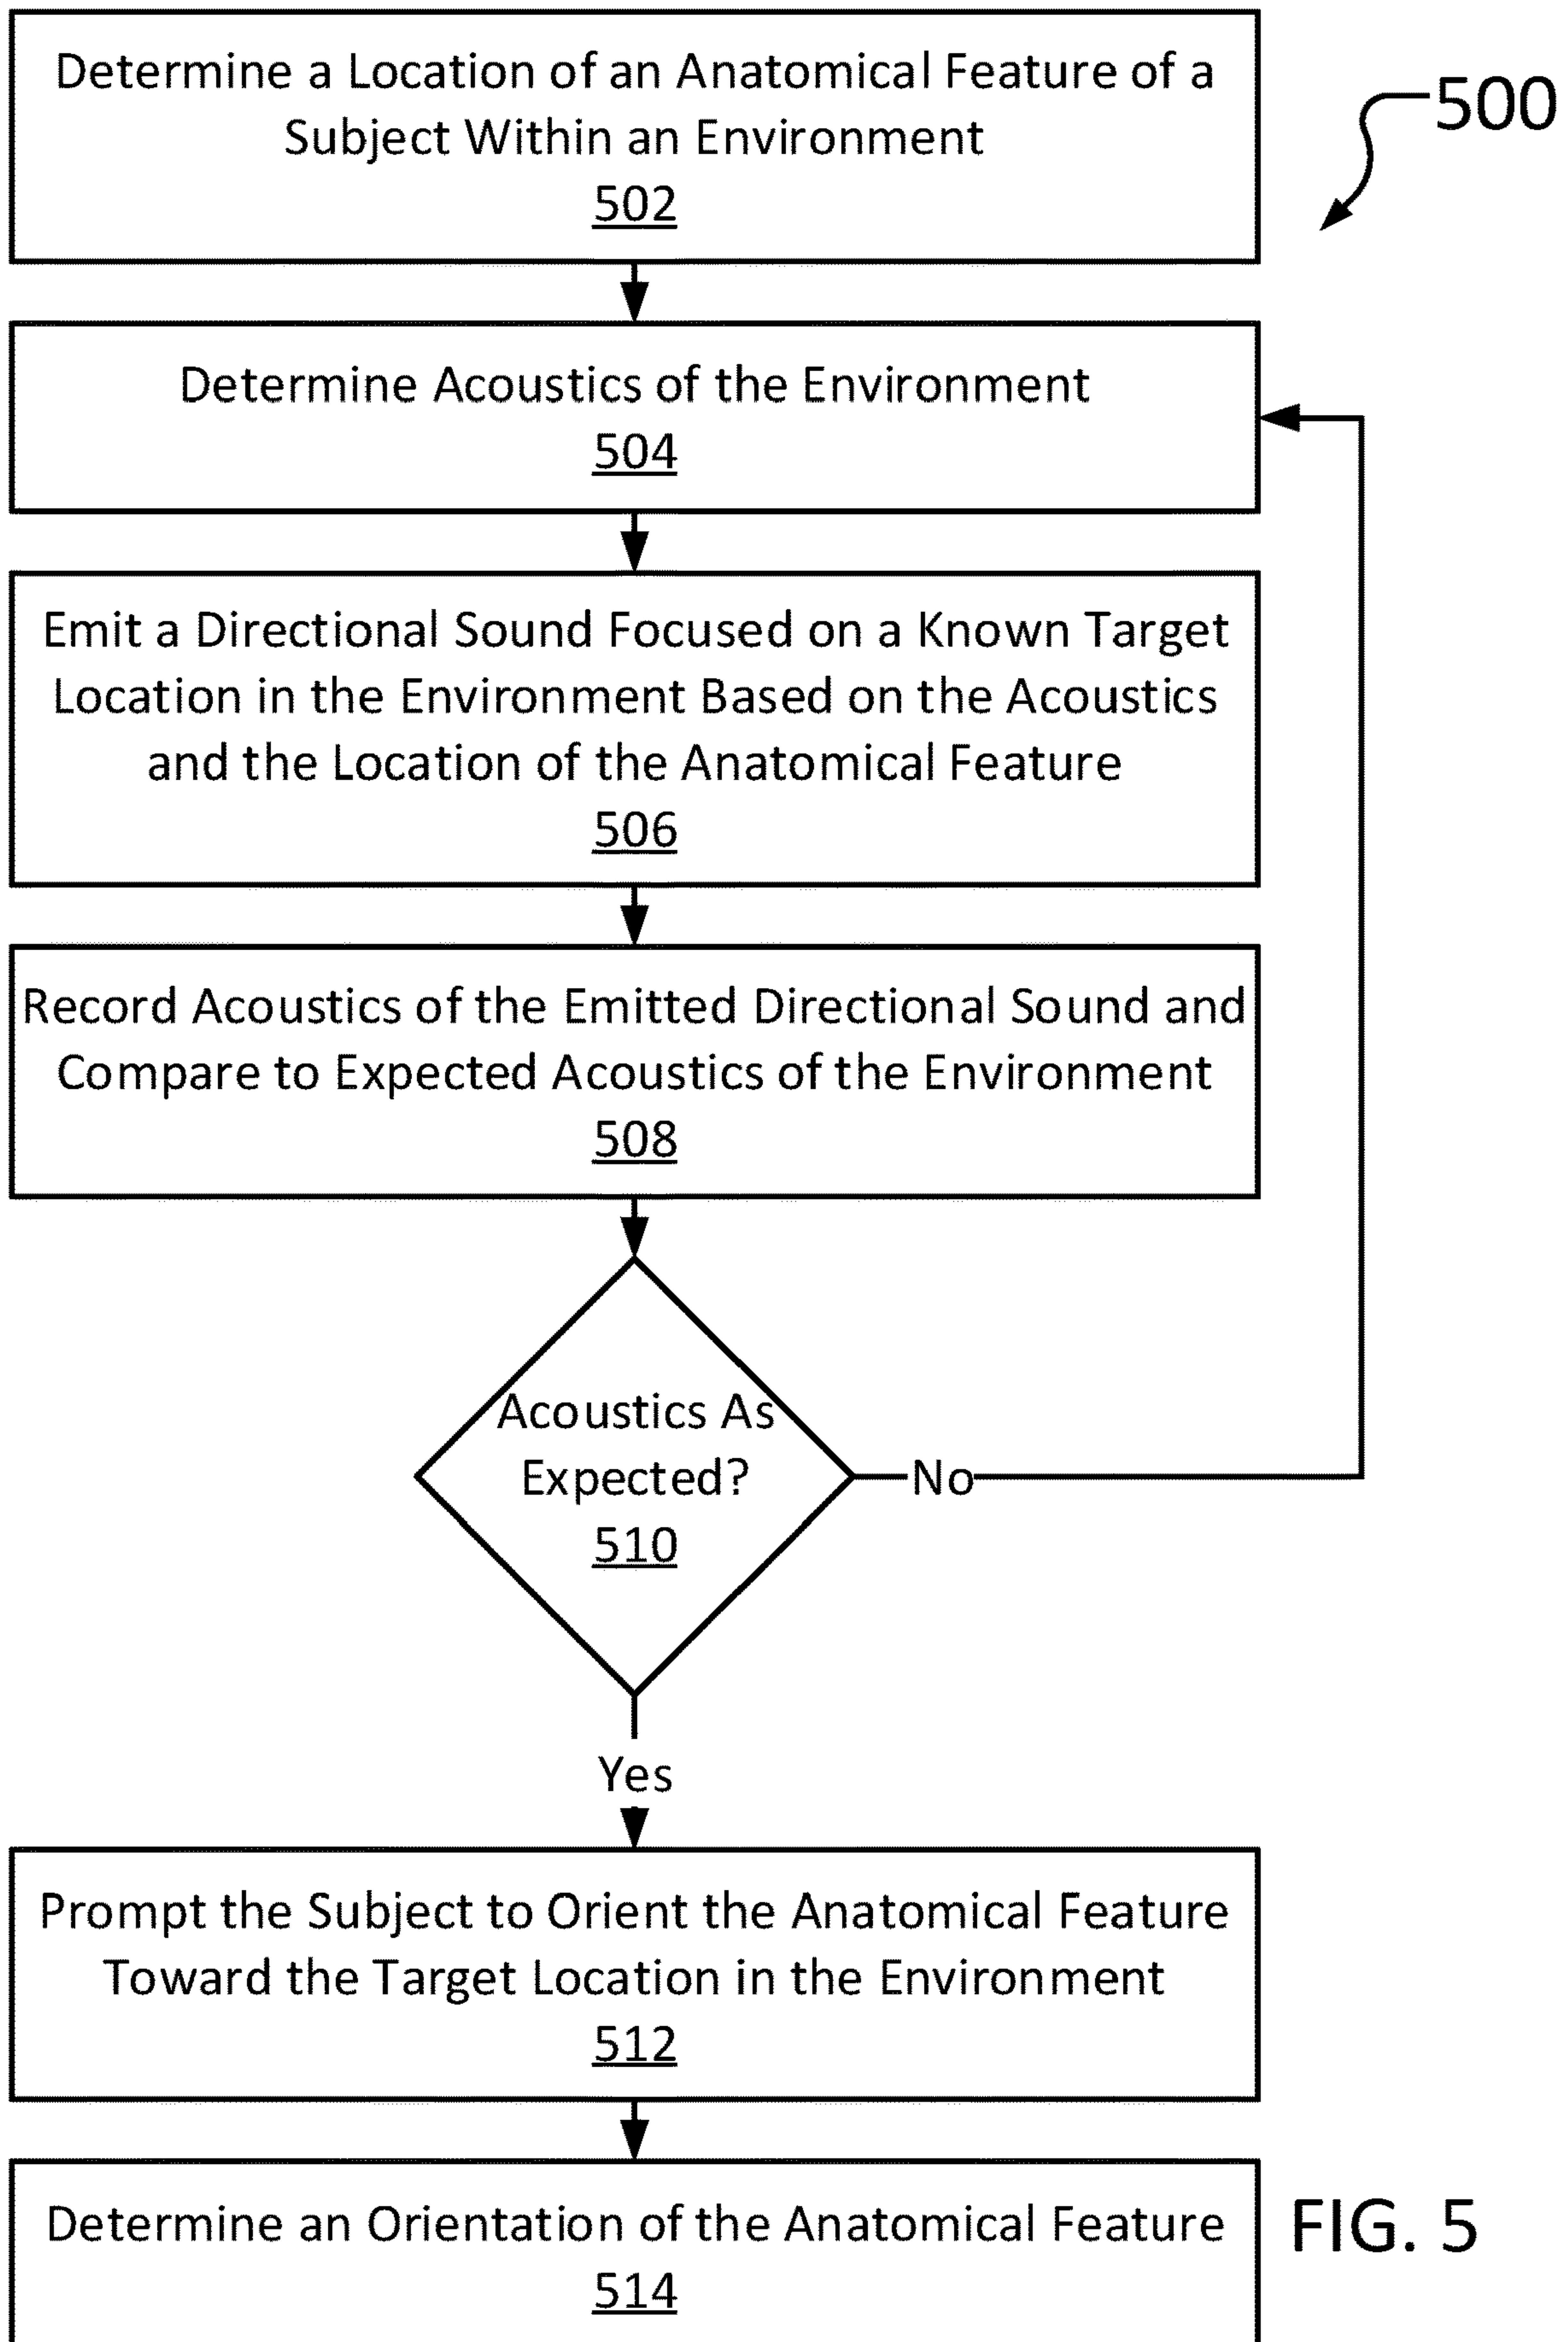 Determine a Location of an Anatomical Feature of a
Subject Within an Environment
502
500
Determine Acoustics of the Environment
504
Emit a Directional Sound Focused on a Known Target
Location in the Environment Based on the Acoustics
and the Location of the Anatomical Feature
506
Record Acoustics of the Emitted Directional Sound and
Compare to Expected Acoustics of the Environment
508
Acoustics As
Expected?
510
No
Yes
Prompt the Subject to Orient the Anatomical Feature
Toward the Target Location in the Environment
512
Determine an Orientation of the Anatomical Feature
514
FIG. 5